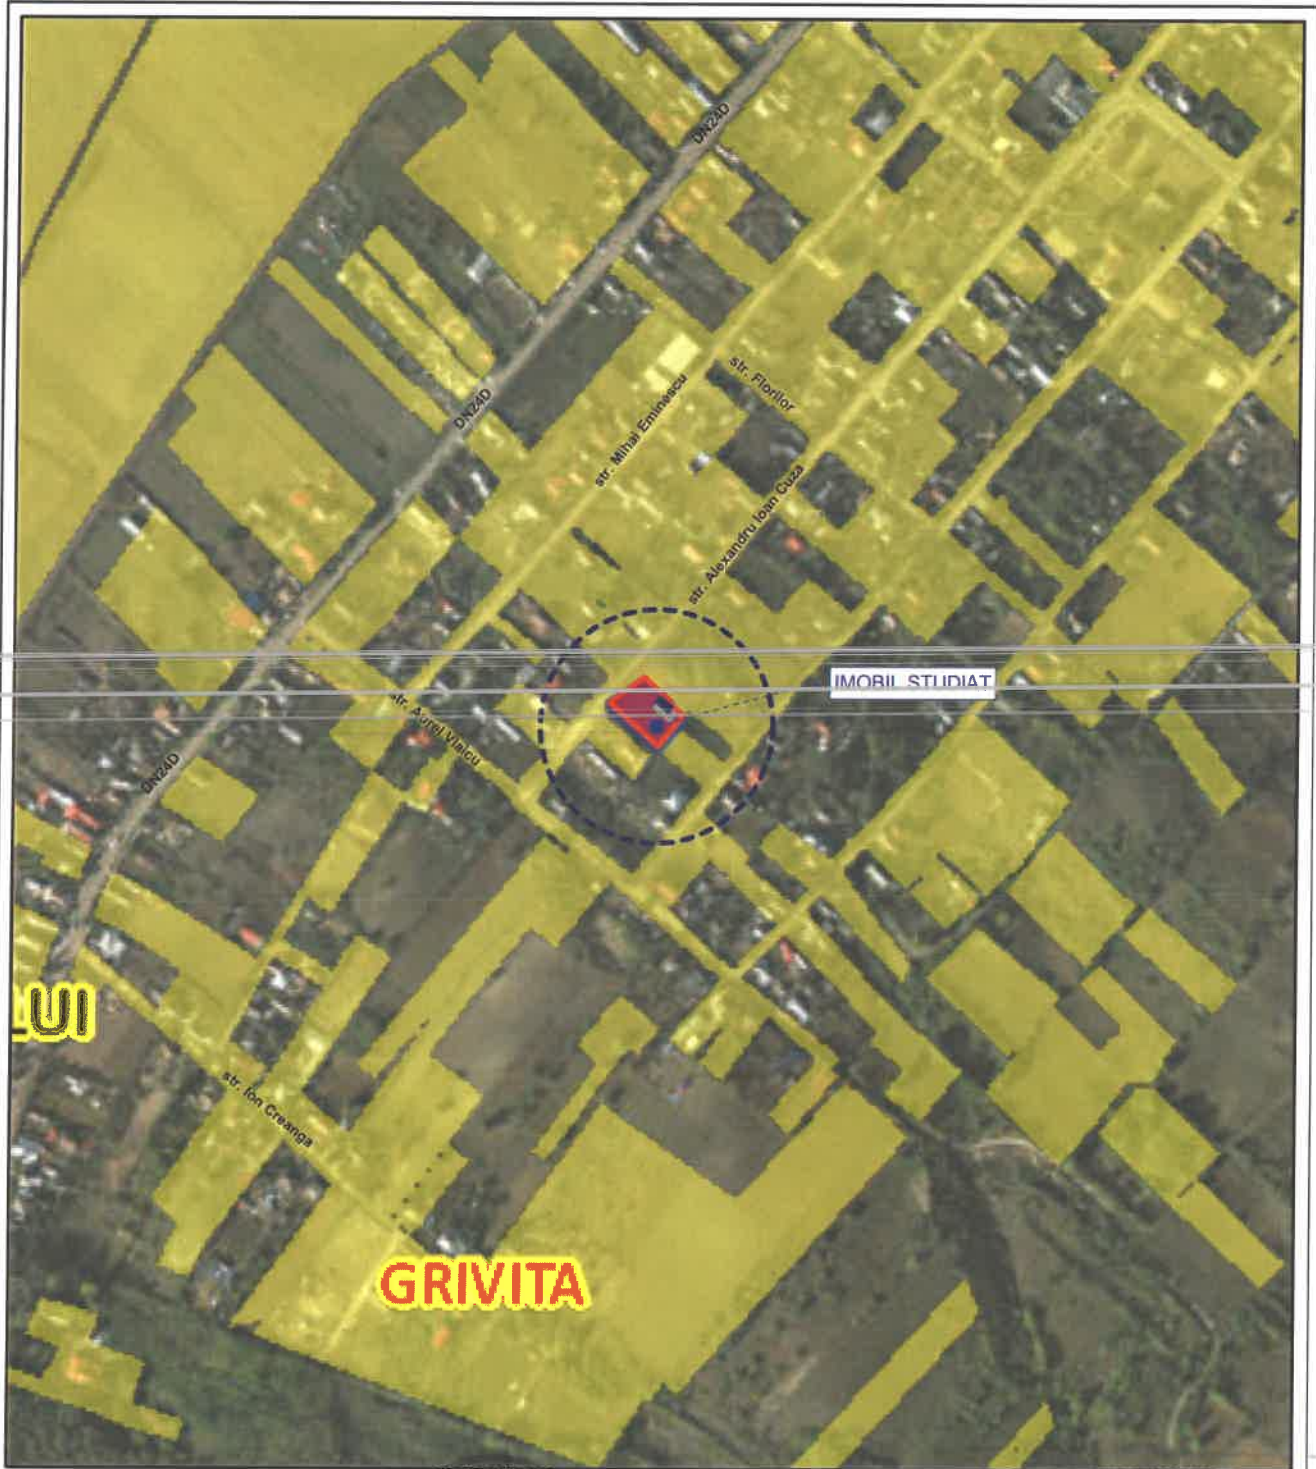 DN24D
str. Florilor
DN24D
str. Mihai Eminescu
str. Alexandru Ioan Cuza
IMOBIL STUDIAT
str. Aurel Vlaicu
DN24D
LUI
str. Ion Creanga
GRIVITA